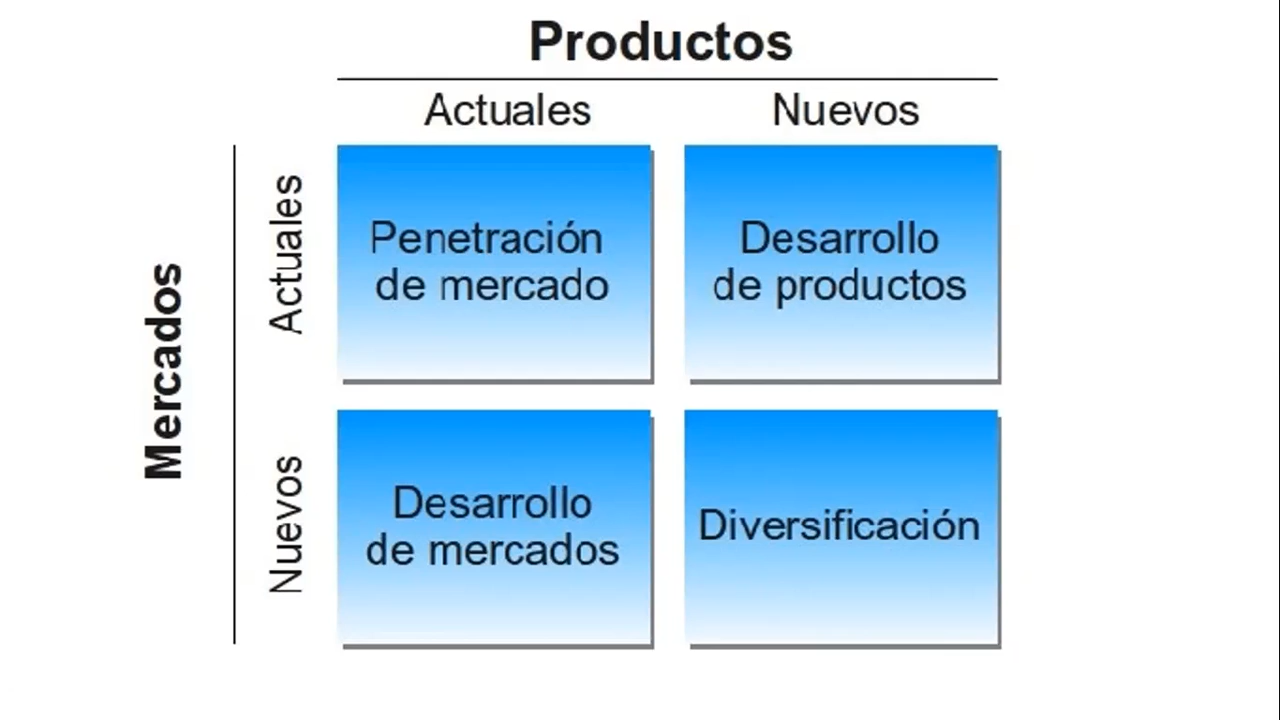 Productos
Actuales
Nuevos
Mercados
Actuales
Penetración
de mercado
Desarrollo
de productos
Nuevos
Desarrollo
de mercados
Diversificación